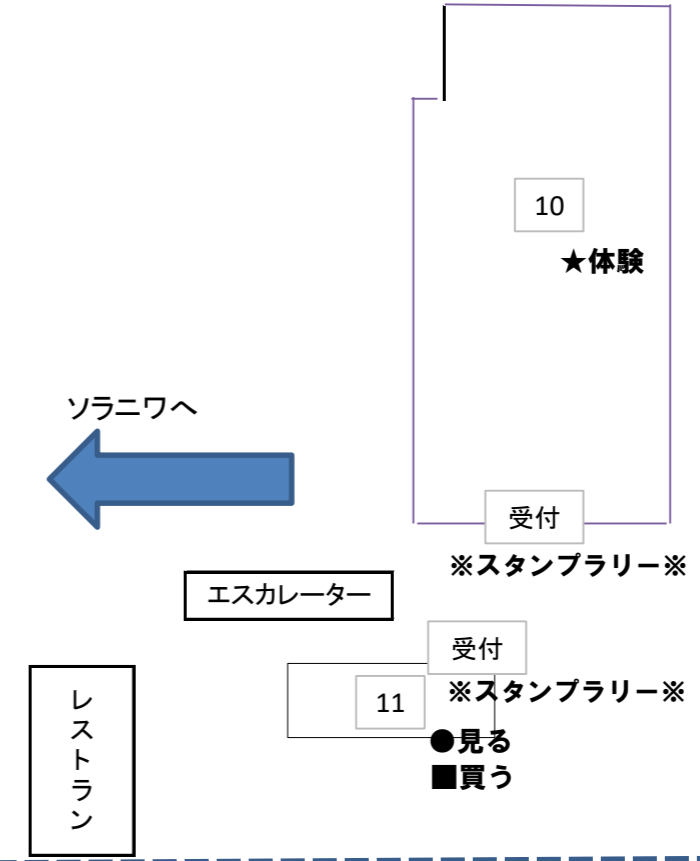 10
★体験
ソラニワへ
受付
※スタンプラリー※
エスカレーター
受付
11
※スタンプラリー※
●見る
■買う
レストラン